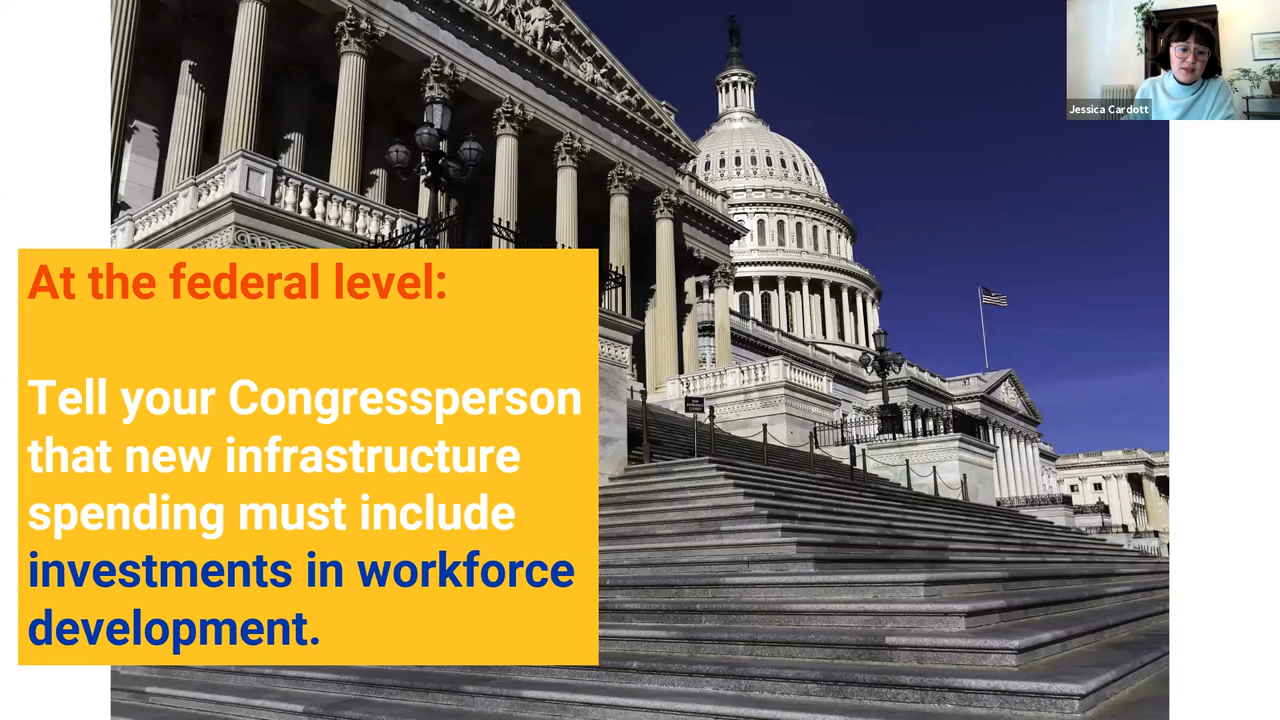 Jessica Cardott
At the federal level:
Tell your Congressperson
that new infrastructure
spending must include
investments in workforce
development.